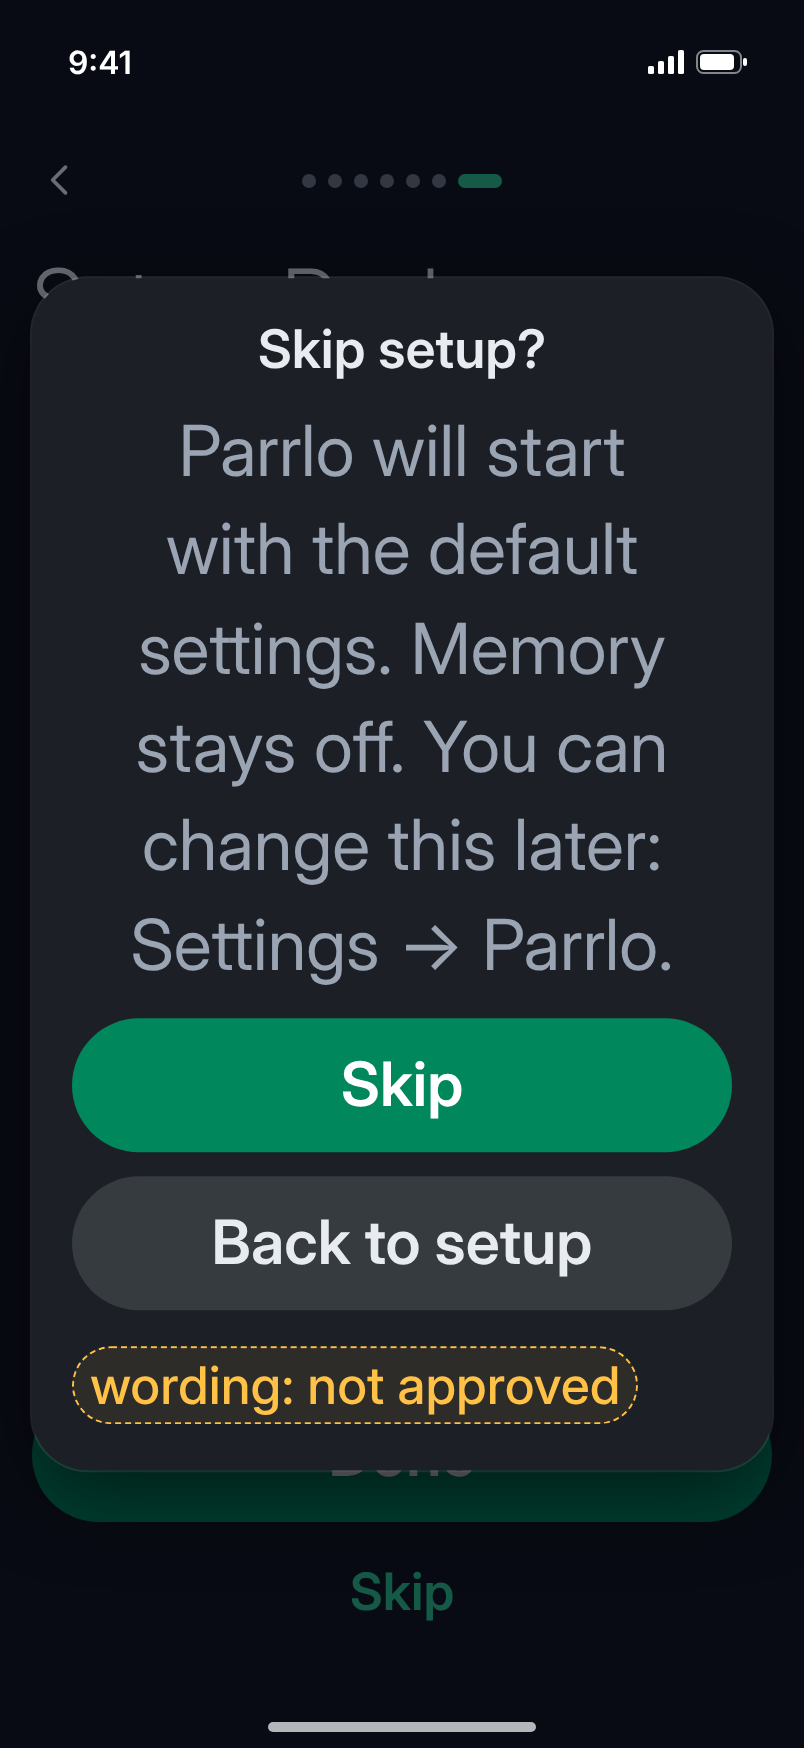 9:41
Skip setup?
Parrlo will start
with the default
settings. Memory
stays off. You can
change this later:
Settings → Parrlo.
Skip
Back to setup
wording: not approved
Skip